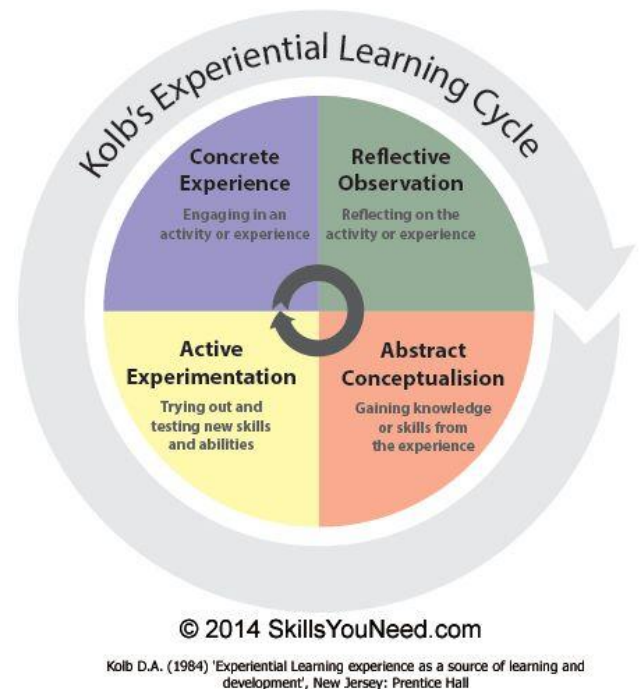 Kolb's Experiential Learning Cycle
Concrete
Experience
Engaging in an
activity or experience
Reflective
Observation
Reflecting on the
activity or experience
Active
Experimentation
Trying out and
testing new skills
and abilities
Abstract
Conceptualision
Gaining knowledge
or skills from
the experience
© 2014 SkillsYouNeed.com
Kolb D.A. (1984) 'Experiential Learning experience as a source of learning and
development', New Jersey: Prentice Hall